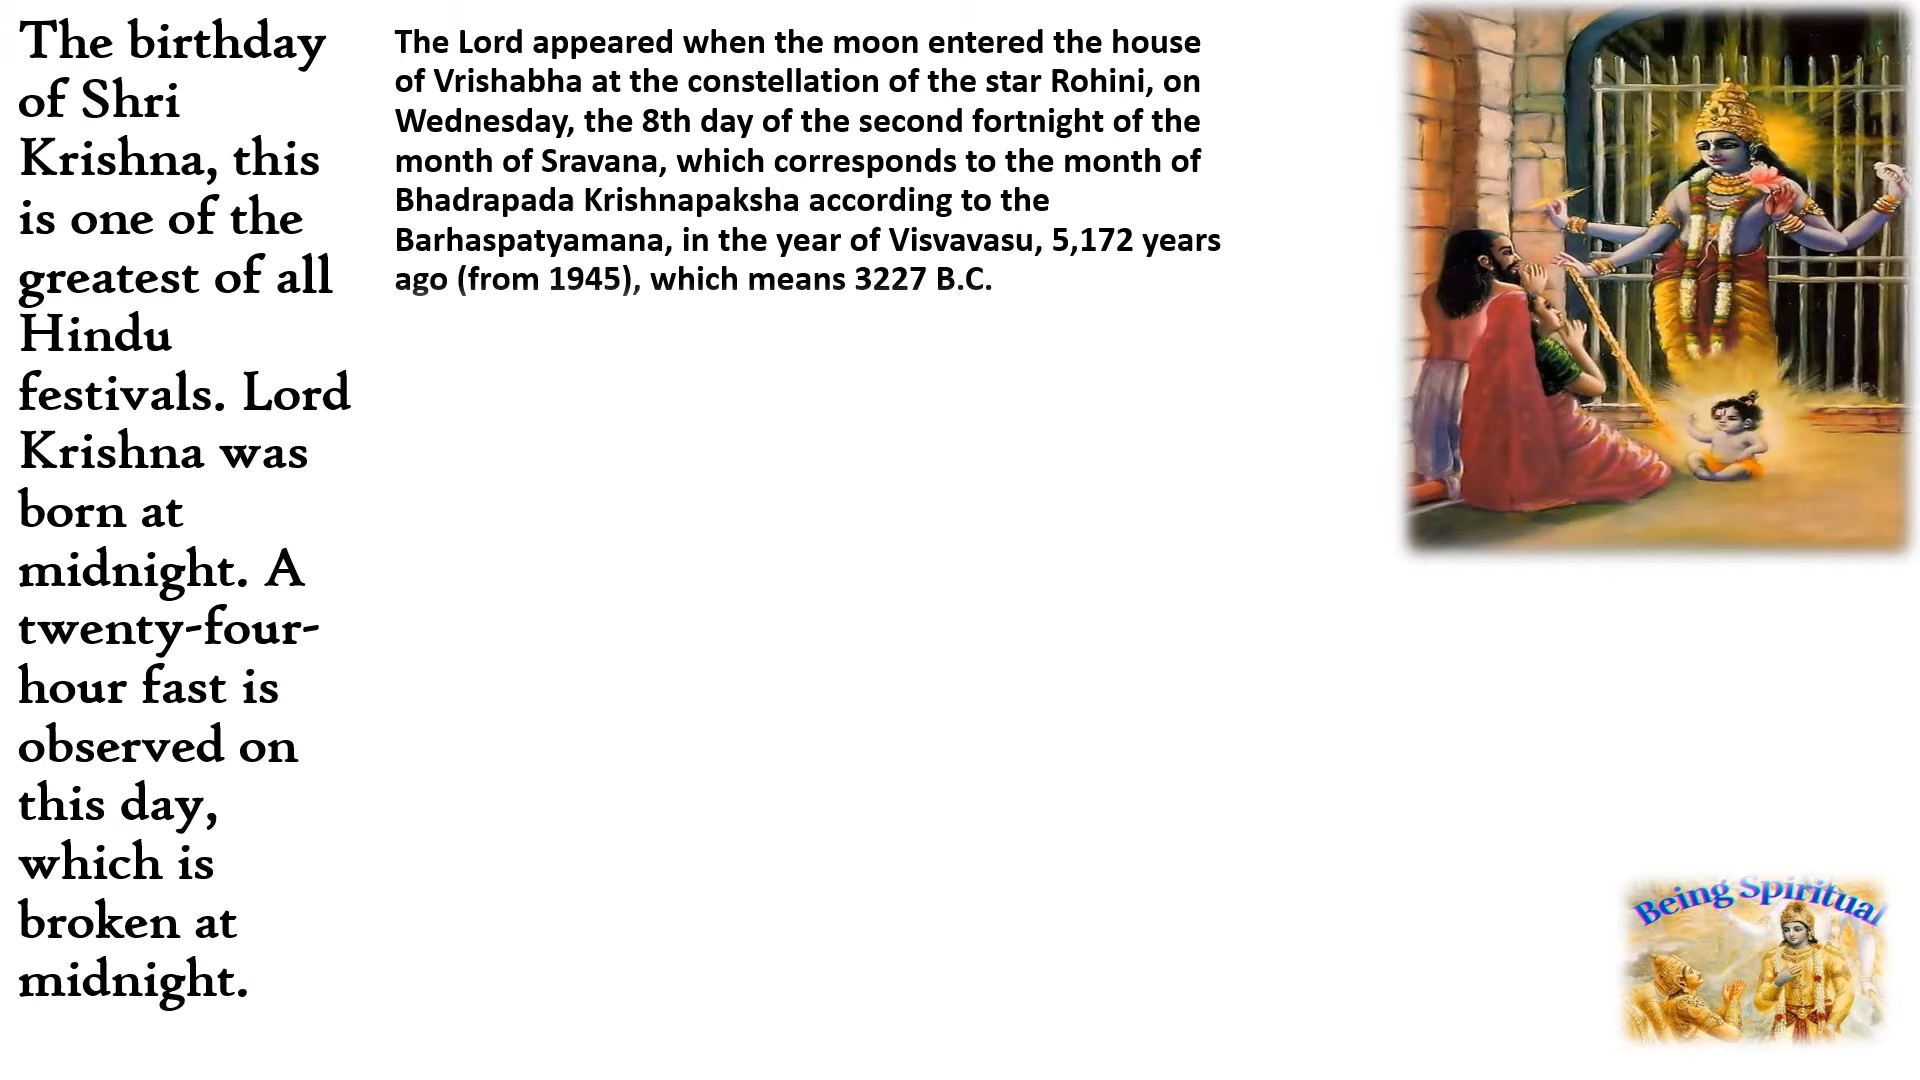 The birthday
of Shri
Krishna, this
is one of the
greatest of all
Hindu
festivals. Lord
Krishna was
born at
midnight. A
twenty-four-
hour fast is
observed on
this day,
which is
broken at
midnight.
The Lord appeared when the moon entered the house
of Vrishabha at the constellation of the star Rohini, on
Wednesday, the 8th day of the second fortnight of the
month of Sravana, which corresponds to the month of
Bhadrapada Krishnapaksha according to the
Barhaspatyamana, in the year of Visvavasu, 5,172 years
ago (from 1945), which means 3227 B.C.
Being Spiritual